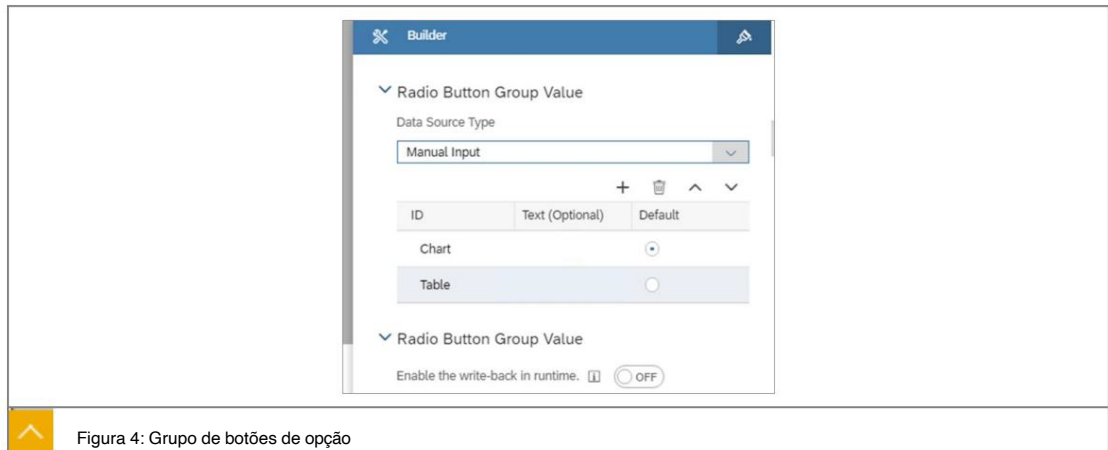 Builder
Radio Button Group Value
Data Source Type
Manual Input
ID Text (Optional) Default
Chart
Table
Radio Button Group Value
Enable the write-back in runtime. i OFF
Figura 4: Grupo de botões de opção